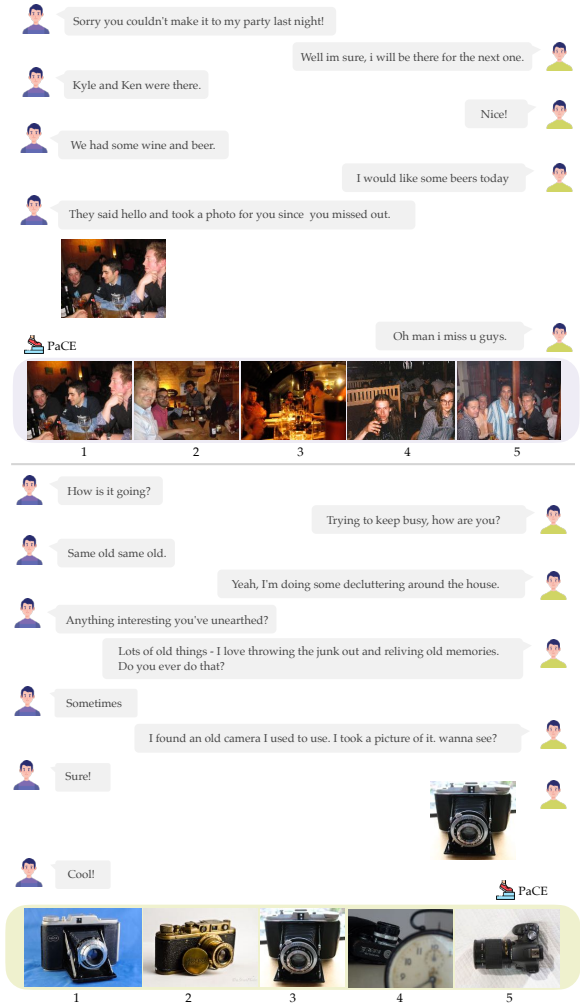 Sorry you couldn't make it to my party last night!
Well im sure, i will be there for the next one.
Kyle and Ken were there.
Nice!
We had some wine and beer.
I would like some beers today
They said hello and took a photo for you since you missed out.
Oh man i miss u guys.
PaCE
1 2 3 4 5
How is it going?
Trying to keep busy, how are you?
Same old same old.
Yeah, I'm doing some decluttering around the house.
Anything interesting you've unearthed?
Lots of old things - I love throwing the junk out and reliving old memories.
Do you ever do that?
Sometimes
I found an old camera I used to use. I took a picture of it. wanna see?
Sure!
Cool!
PaCE
1 2 3 4 5